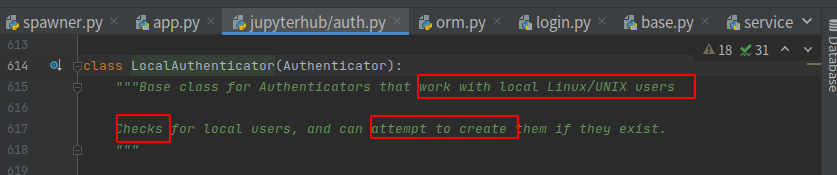 spawner.py app.py jupyterhub/auth.py orm.py login.py base.py service
613
18 31
614 class LocalAuthenticator(Authenticator):
615 """Base class for Authenticators that work with local Linux/UNIX users
616
617 Checks for local users, and can attempt to create them if they exist.
618 """
619
Database